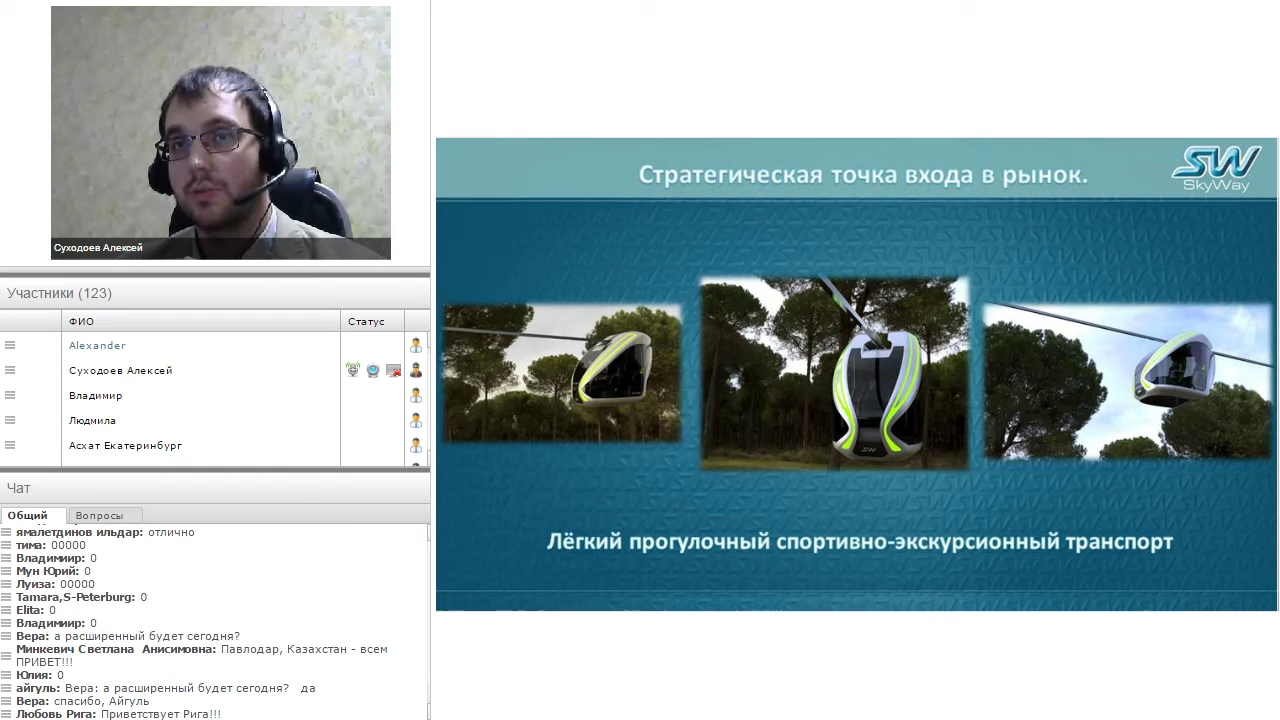 Суходоев Алексей
Участники (123)
ФИО
Статус
Alexander
Суходоев Алексей
Владимир
Людмила
Асхат Екатеринбург
Чат
Общий
Вопросы
ямалетдинов ильдар: отлично
тима: 00000
Владимиир: 0
Мун Юрий: 0
Луиза: 00000
Tamara,S-Peterburg: 0
Elita: 0
Владимиир: 0
Вера: а расширенный будет сегодня?
Минкевич Светлана Анисимовна: Павлодар, Казахстан - всем
ПРИВЕТ!!!
Юлия: 0
айгуль: Вера: а расширенный будет сегодня? да
Вера: спасибо, Айгуль
Любовь Рига: Приветствует Рига!!!
Стратегическая точка входа в рынок.
SW
SkyWay
SW
Лёгкий прогулочный спортивно-экскурсионный транспорт